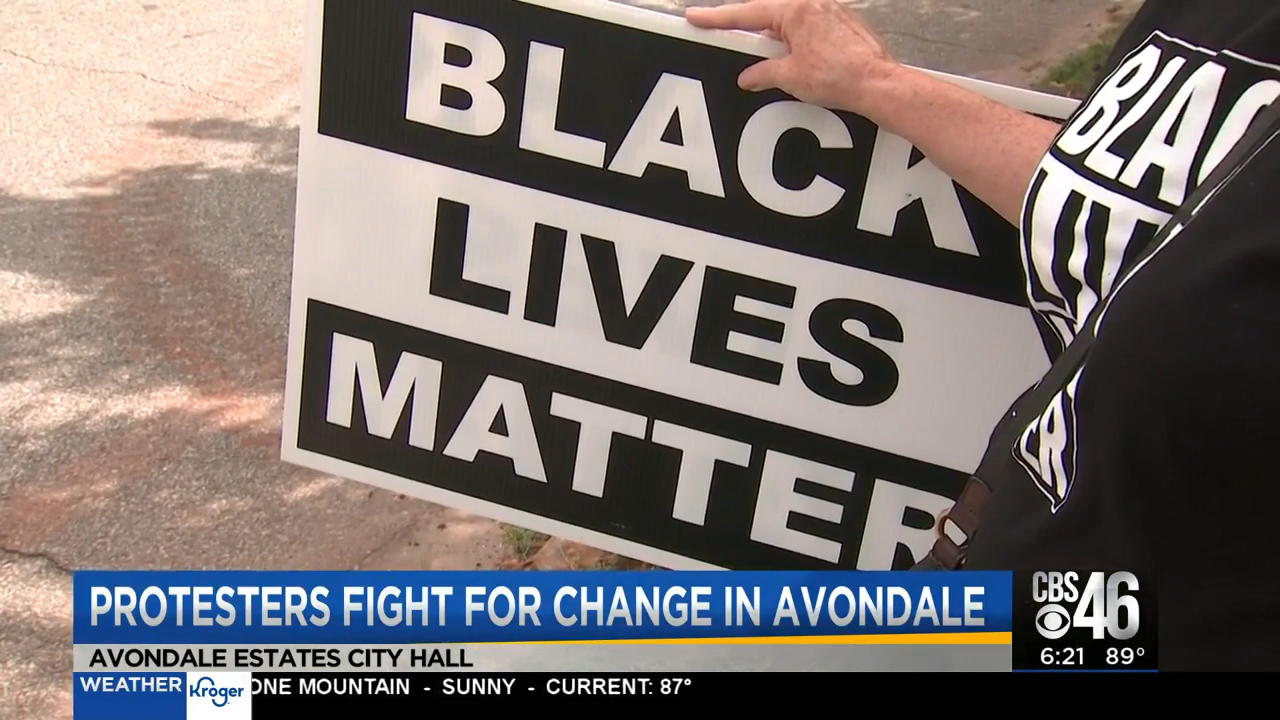 BLACK
LIVES
MATTER
PROTESTERS FIGHT FOR CHANGE IN AVONDALE
AVONDALE ESTATES CITY HALL
CBS 46
6:21 89°
WEATHER Kroger ONE MOUNTAIN - SUNNY - CURRENT: 87°